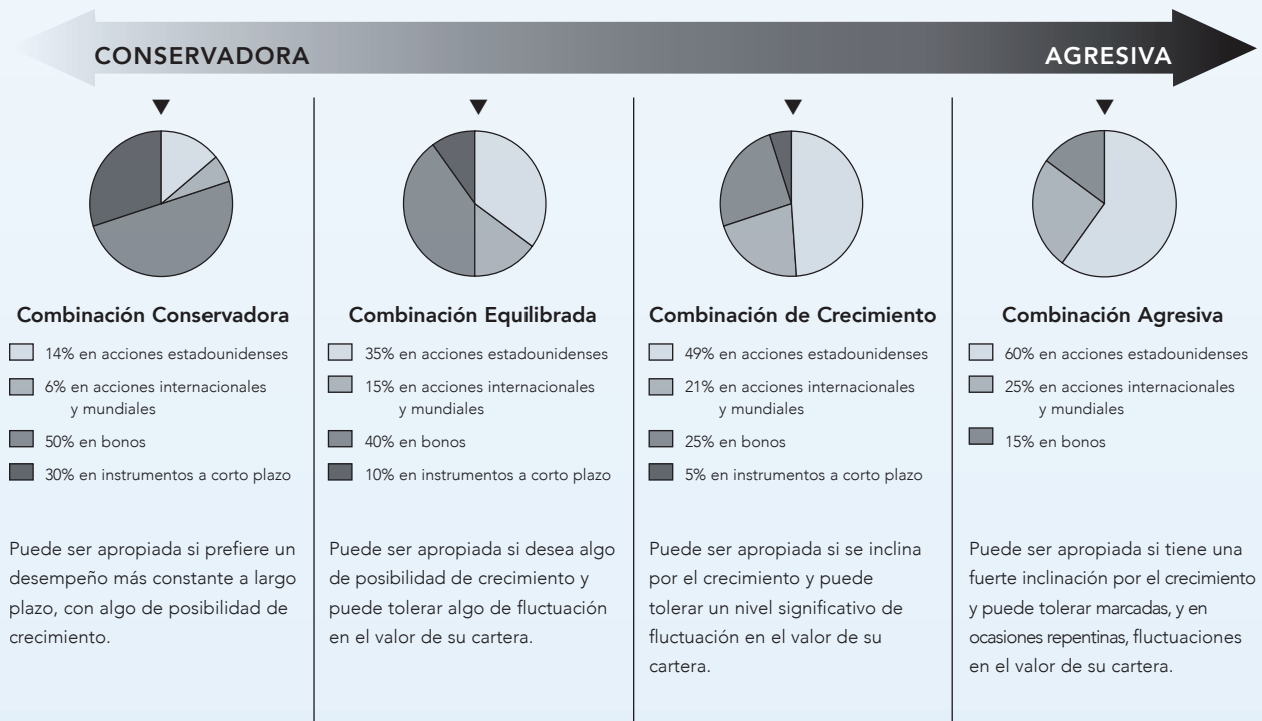 CONSERVADORA
AGRESIVA
Combinación Conservadora
14% en acciones estadounidenses
6% en acciones internacionales
y mundiales
50% en bonos
30% en instrumentos a corto plazo
Puede ser apropiada si prefiere un
desempeño más constante a largo
plazo, con algo de posibilidad de
crecimiento.
Combinación Equilibrada
35% en acciones estadounidenses
15% en acciones internacionales
y mundiales
40% en bonos
10% en instrumentos a corto plazo
Puede ser apropiada si desea algo
de posibilidad de crecimiento y
puede tolerar algo de fluctuación
en el valor de su cartera.
Combinación de Crecimiento
49% en acciones estadounidenses
21% en acciones internacionales
y mundiales
25% en bonos
5% en instrumentos a corto plazo
Puede ser apropiada si se inclina
por el crecimiento y puede
tolerar un nivel significativo de
fluctuación en el valor de su
cartera.
Combinación Agresiva
60% en acciones estadounidenses
25% en acciones internacionales
y mundiales
15% en bonos
Puede ser apropiada si tiene una
fuerte inclinación por el crecimiento
y puede tolerar marcadas, y en
ocasiones repentinas, fluctuaciones
en el valor de su cartera.